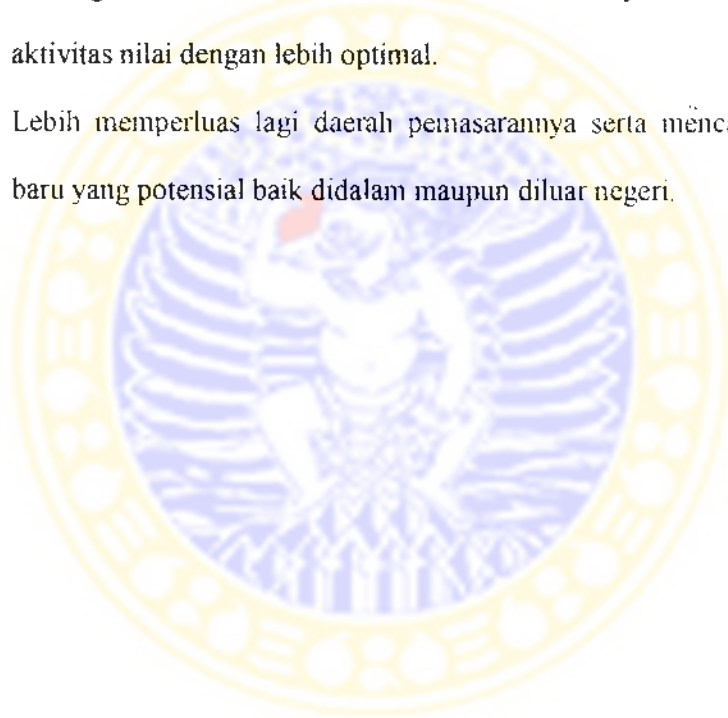 aktivitas nilai dengan lebih optimal.
Lebih memperluas lagi daerah pemasarannya serta
baru yang potensial baik didalam maupun diluar negeri.